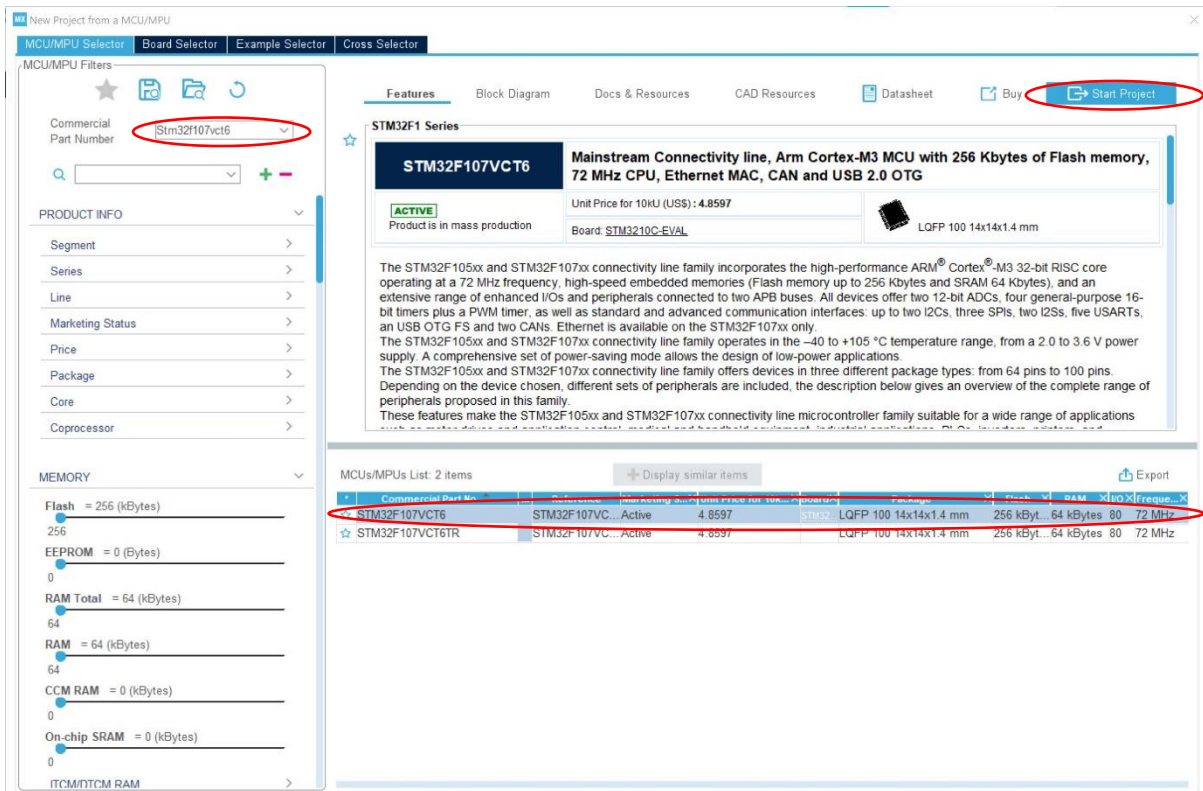 MX New Project from a MCU/MPU
MCU/MPU Selector Board Selector Example Selector Cross Selector
MCU/MPU Filters
Commercial
Part Number
Stm32f107vct6
PRODUCT INFO
Segment
Series
Line
Marketing Status
Price
Package
Core
Coprocessor
MEMORY
Flash = 256 (kBytes)
256
EEPROM = 0 (Bytes)
0
RAM Total = 64 (kBytes)
64
RAM = 64 (kBytes)
64
CCM RAM = 0 (kBytes)
0
On-chip SRAM = 0 (kBytes)
0
ITCM/DTCM RAM
Features Block Diagram Docs & Resources CAD Resources Datasheet Buy Start Project
STM32F1 Series
STM32F107VCT6
Mainstream Connectivity line, Arm Cortex-M3 MCU with 256 Kbytes of Flash memory,
72 MHz CPU, Ethernet MAC, CAN and USB 2.0 OTG
ACTIVE
Product is in mass production
Unit Price for 10kU (US$) : 4.8597
Board: STM3210C-EVAL
LQFP 100 14x14x1.4 mm
The STM32F105xx and STM32F107xx connectivity line family incorporates the high-performance ARM® Cortex®-M3 32-bit RISC core
operating at a 72 MHz frequency, high-speed embedded memories (Flash memory up to 256 Kbytes and SRAM 64 Kbytes), and an
extensive range of enhanced I/Os and peripherals connected to two APB buses. All devices offer two 12-bit ADCs, four general-purpose 16-
bit timers plus a PWM timer, as well as standard and advanced communication interfaces: up to two I2Cs, three SPIs, two I2Ss, five USARTs,
an USB OTG FS and two CANs. Ethernet is available on the STM32F107xx only.
The STM32F105xx and STM32F107xx connectivity line family operates in the –40 to +105 °C temperature range, from a 2.0 to 3.6 V power
supply. A comprehensive set of power-saving mode allows the design of low-power applications.
The STM32F105xx and STM32F107xx connectivity line family offers devices in three different package types: from 64 pins to 100 pins.
Depending on the device chosen, different sets of peripherals are included, the description below gives an overview of the complete range of
peripherals proposed in this family.
These features make the STM32F105xx and STM32F107xx connectivity line microcontroller family suitable for a wide range of applications
MCUs/MPUs List: 2 items + Display similar items Export
* Commercial Part No Reference Marketing S... Unit Price for 10k... Board Package Flash RAM I/O Freque...
STM32F107VCT6 STM32F107VC... Active 4.8597 STM32 LQFP 100 14x14x1.4 mm 256 kByt... 64 kBytes 80 72 MHz
STM32F107VCT6TR STM32F107VC... Active 4.8597 LQFP 100 14x14x1.4 mm 256 kByt... 64 kBytes 80 72 MHz